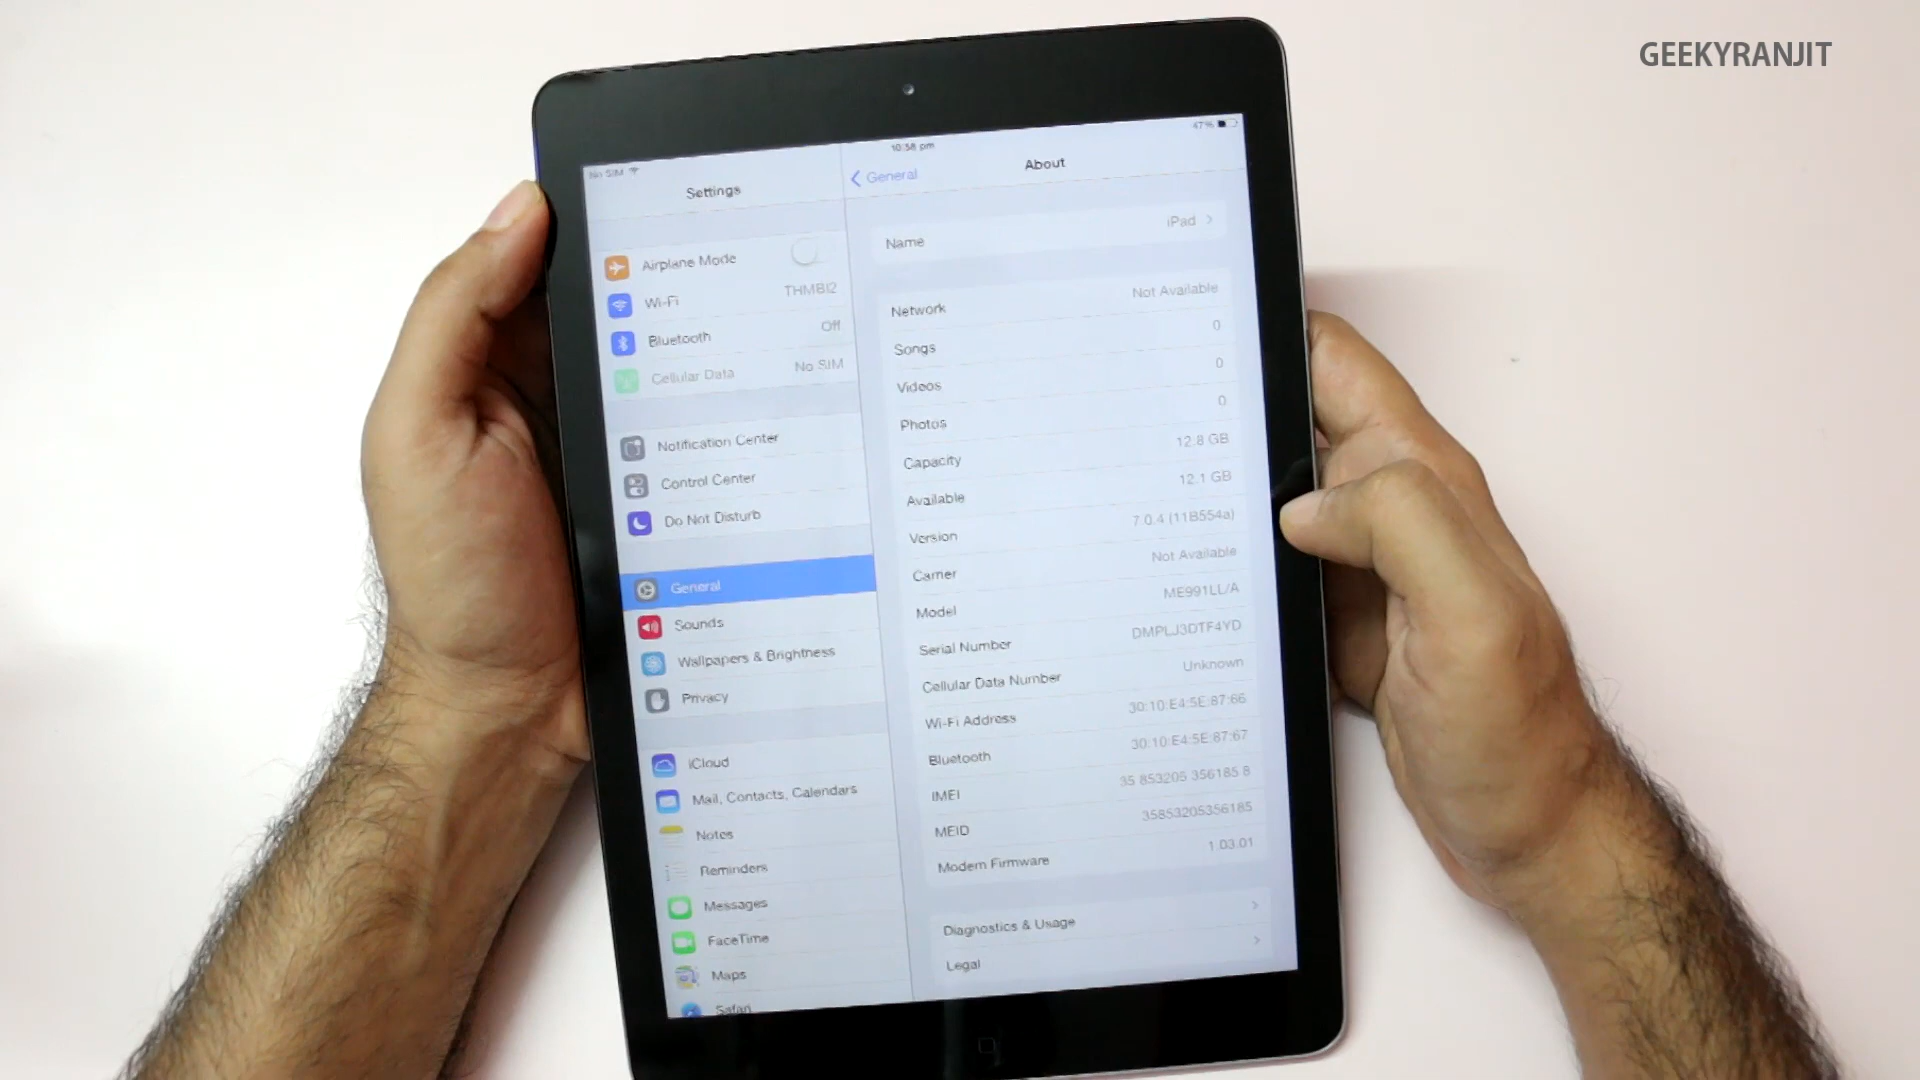 GEEKYRANJIT
No SIM
10:38 pm
47%
Settings
Airplane Mode
Wi-Fi THMBI2
Bluetooth Off
Cellular Data No SIM
Notification Center
Control Center
Do Not Disturb
General
Sounds
Wallpapers & Brightness
Privacy
iCloud
Mail, Contacts, Calendars
Notes
Reminders
Messages
FaceTime
Maps
Safari
General
About
Name iPad
Network Not Available
Songs 0
Videos 0
Photos 0
Capacity 12.8 GB
Available 12.1 GB
Version 7.0.4 (11B554a)
Carrier Not Available
Model ME991LL/A
Serial Number DMPLJ3DTF4YD
Cellular Data Number Unknown
Wi-Fi Address 30:10:E4:5E:87:66
Bluetooth 30:10:E4:5E:87:67
IMEI 35 853205 356185 8
MEID 35853205356185
Modem Firmware 1.03.01
Diagnostics & Usage
Legal